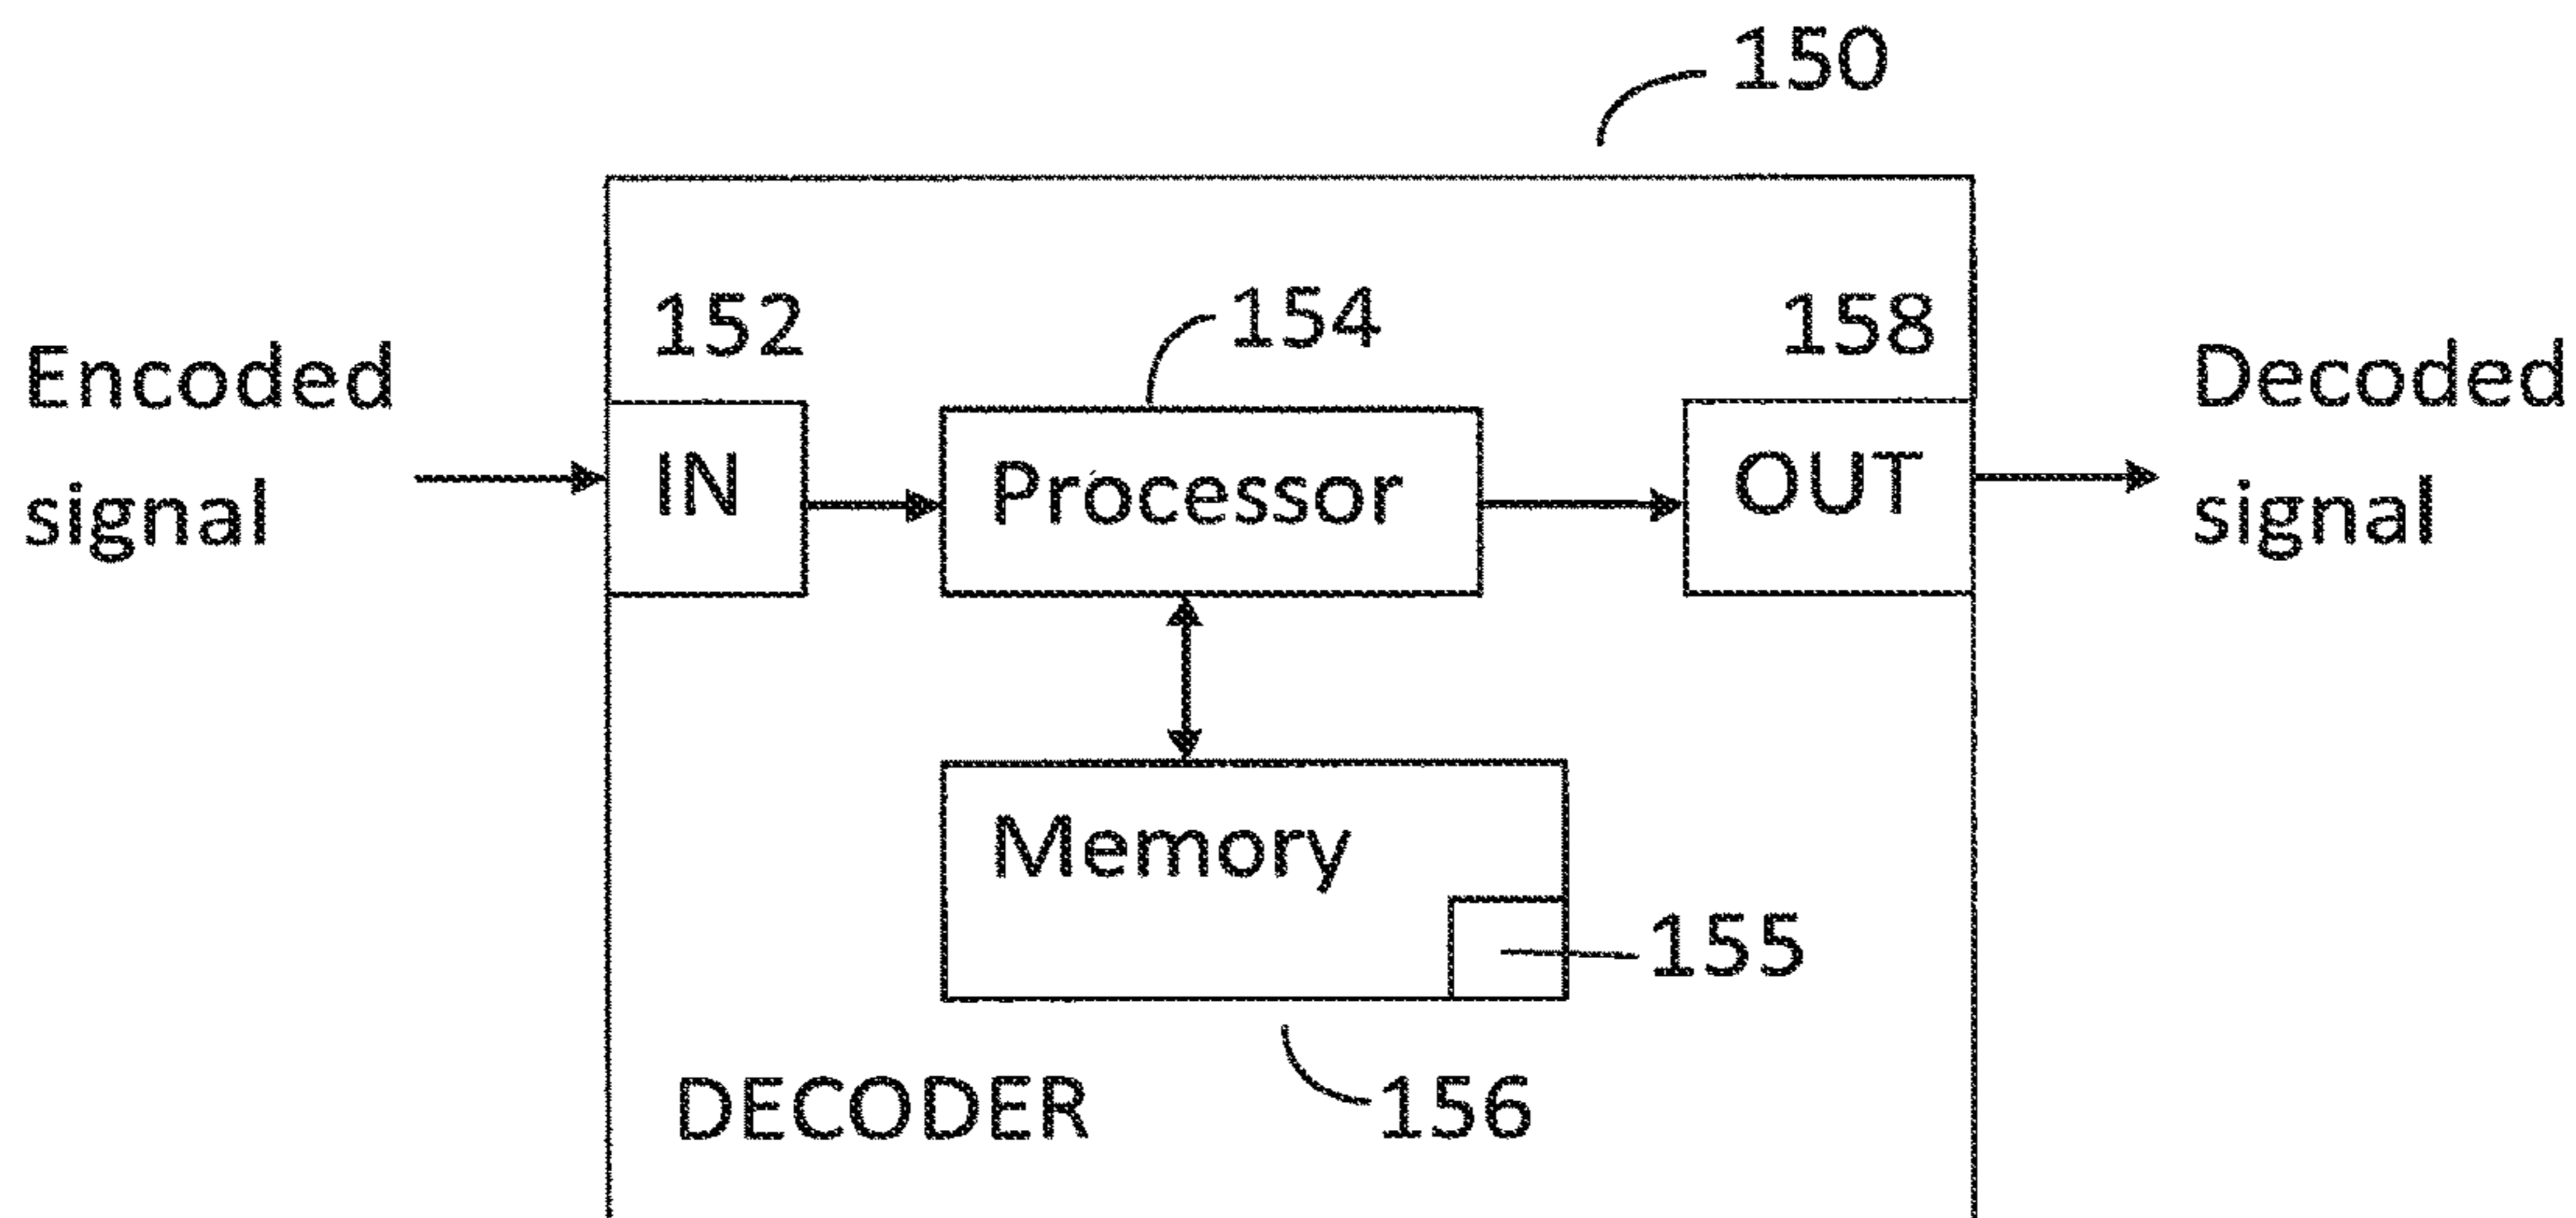 150
152
154
158
Encoded
signal
IN
Processor
OUT
Decoded
signal
Memory
155
DECODER
156